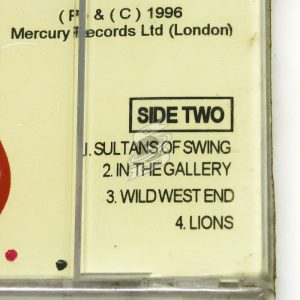 ( P ) & ( C ) 1996
Mercury Records Ltd (London)
SIDE TWO
1. SULTANS OF SWING
2. IN THE GALLERY
3. WILD WEST END
4. LIONS